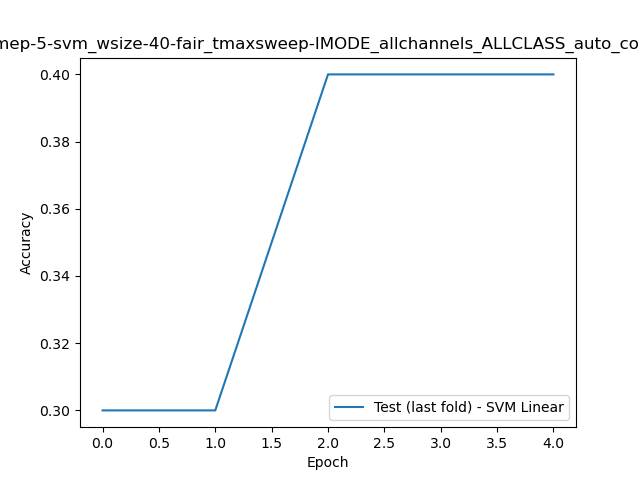 mep-5-svm_wsize-40-fair_tmaxsweep-IMODE_allchannels_ALLCLASS_auto_co
0.40
0.38
0.36
0.34
0.32
0.30
Accuracy
Test (last fold) - SVM Linear
0.0 0.5 1.0 1.5 2.0 2.5 3.0 3.5 4.0
Epoch